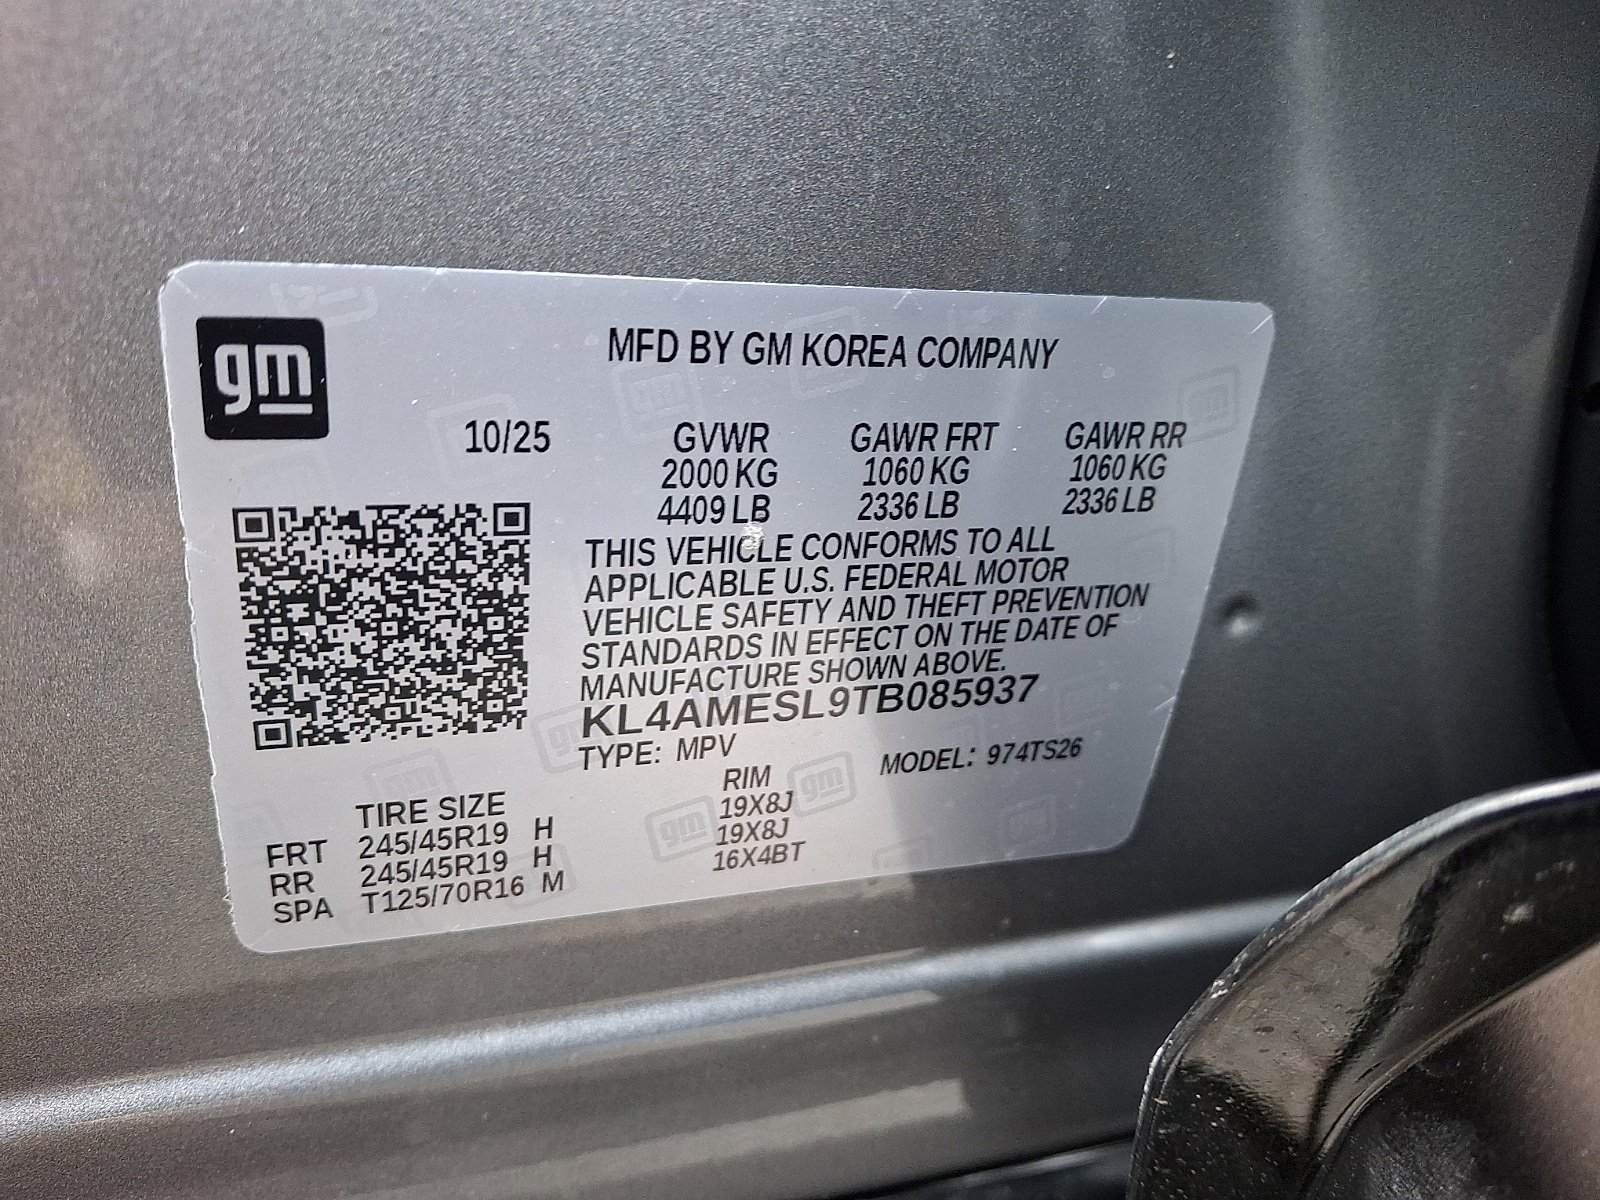 gm
MFD BY GM KOREA COMPANY
10/25 GVWR GAWR FRT GAWR RR
2000 KG 1060 KG 1060 KG
4409 LB 2336 LB 2336 LB
THIS VEHICLE CONFORMS TO ALL
APPLICABLE U.S. FEDERAL MOTOR
VEHICLE SAFETY AND THEFT PREVENTION
STANDARDS IN EFFECT ON THE DATE OF
MANUFACTURE SHOWN ABOVE.
KL4AMESL9TB085937
TYPE: MPV MODEL: 974TS26
TIRE SIZE RIM
FRT 245/45R19 H 19X8J
RR 245/45R19 H 19X8J
SPA T125/70R16 M 16X4BT